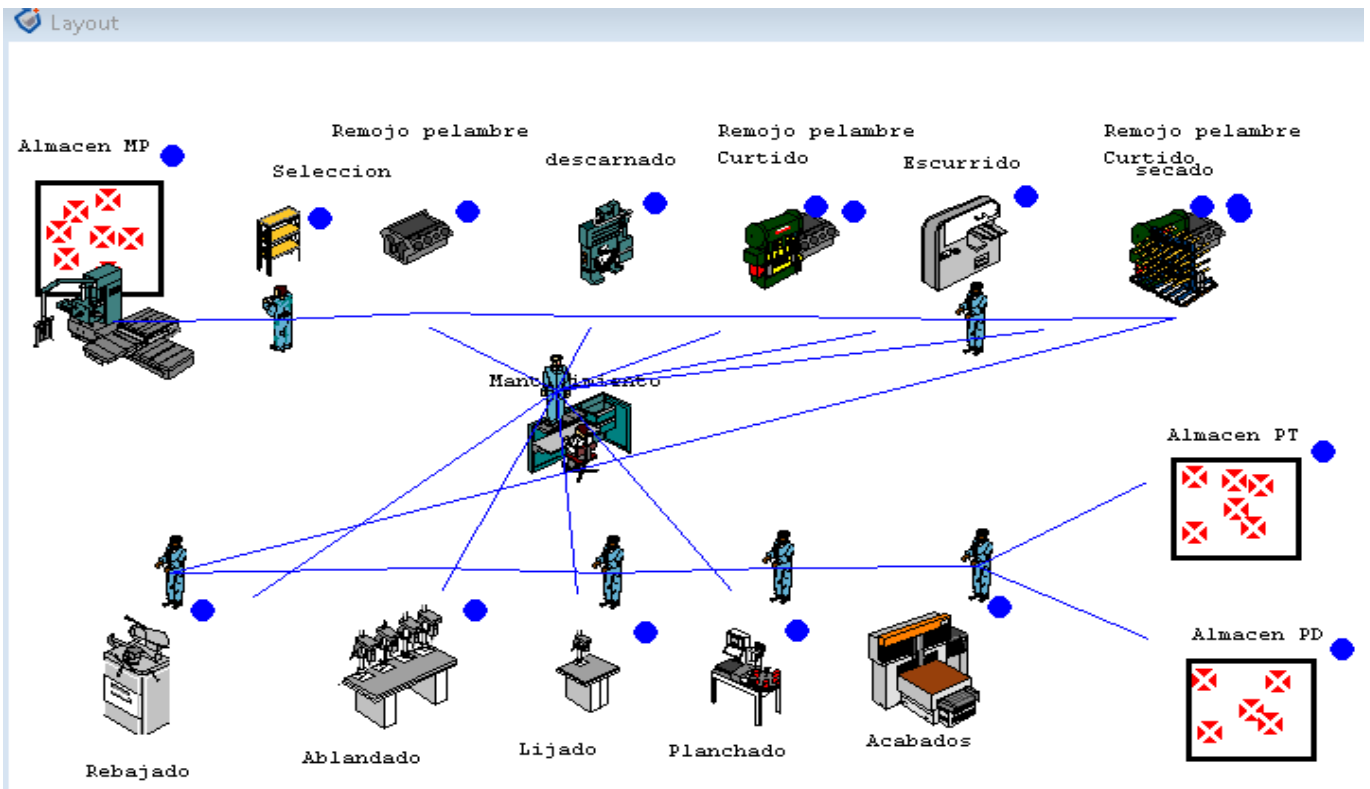 Layout
Almacen MP
Seleccion
Remojo pelambre
descarnado
Remojo pelambre
Curtido
Escurrido
Remojo pelambre
Curtido
secado
Almacen PT
Almacen PD
Rebajado
Ablandado
Lijado
Planchado
Acabados